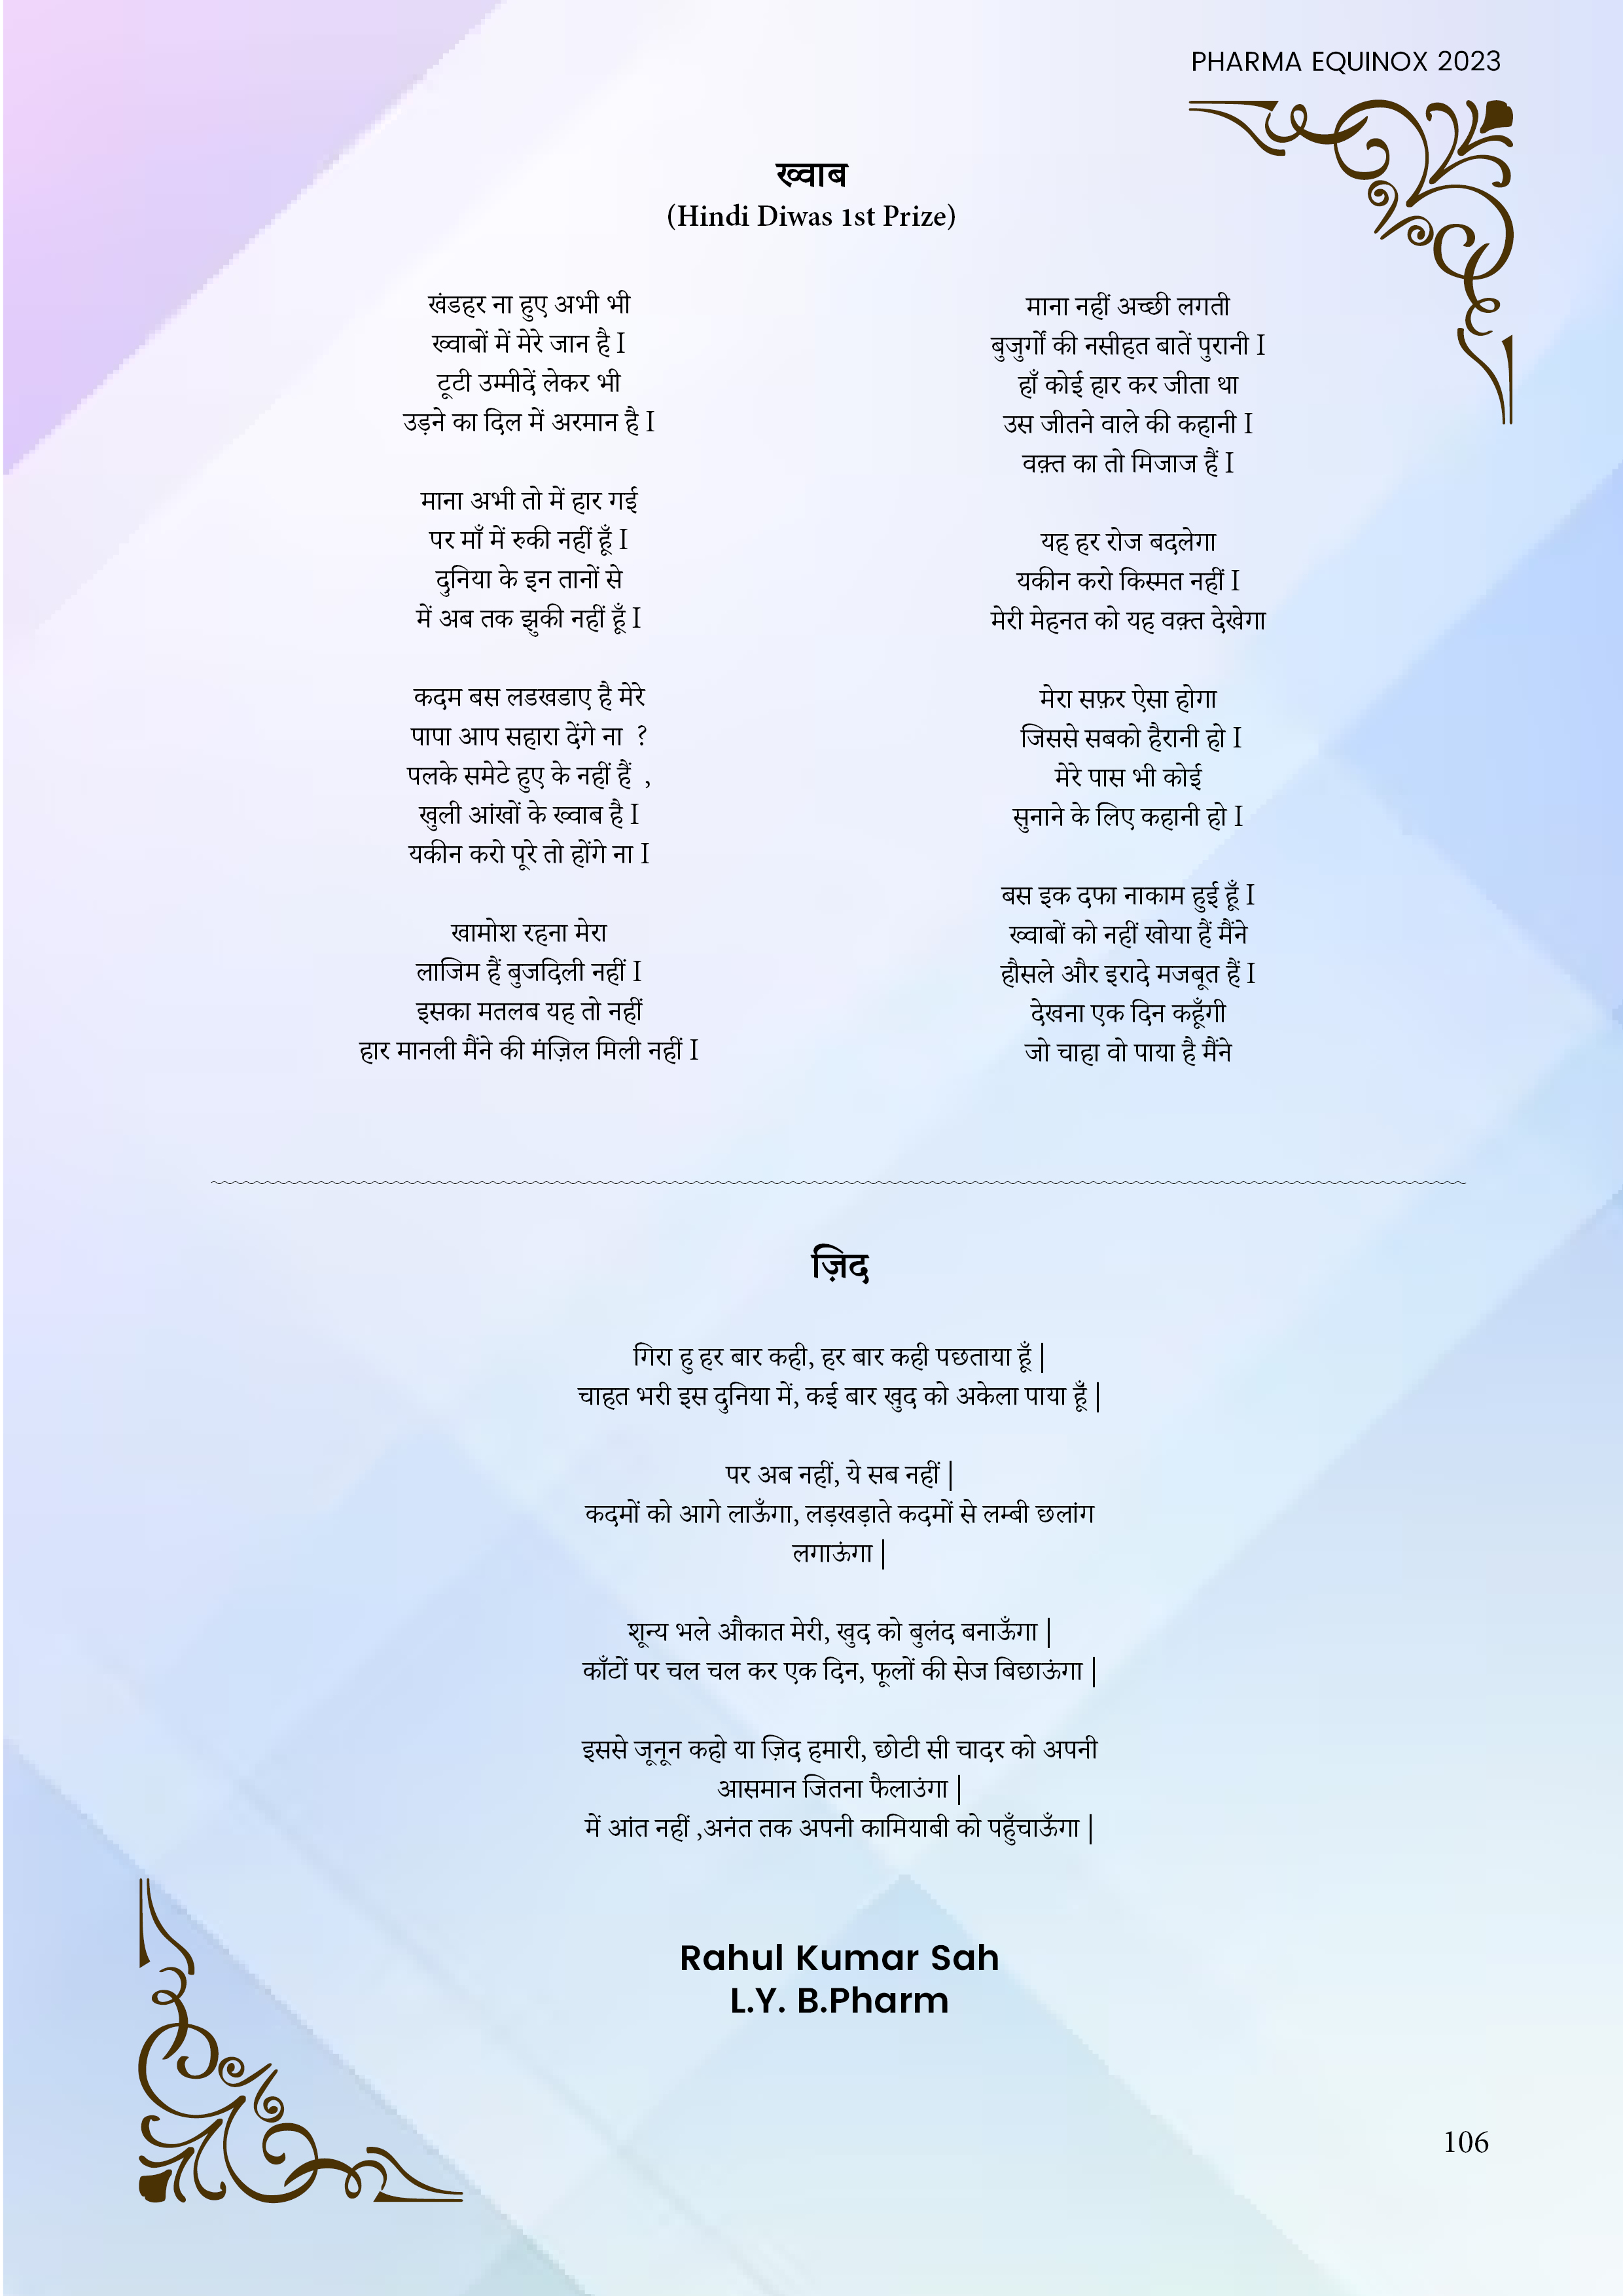 PHARMA EQUINOX 2023
ख्वाब
(Hindi Diwas 1st Prize)
खंडहर ना हुए अभी भी
ख्वाबों में मेरे जान है I
टूटी उम्मीदें लेकर भी
उड़ने का दिल में अरमान है I
माना अभी तो में हार गई
पर माँ में रुकी नहीं हूँ I
दुनिया के इन तानों से
में अब तक झुकी नहीं हूँ I
कदम बस लडखडाए है मेरे
पापा आप सहारा देंगे ना ?
पलके समेटे हुए के नहीं हैं ,
खुली आंखों के ख्वाब है I
यकीन करो पूरे तो होंगे ना I
खामोश रहना मेरा
लाजिम हैं बुजदिली नहीं I
इसका मतलब यह तो नहीं
हार मानली मैंने की मंज़िल मिली नहीं I
माना नहीं अच्छी लगती
बुजुर्गों की नसीहत बातें पुरानी I
हाँ कोई हार कर जीता था
उस जीतने वाले की कहानी I
वक़्त का तो मिजाज हैं I
यह हर रोज बदलेगा
यकीन करो किस्मत नहीं I
मेरी मेहनत को यह वक़्त देखेगा
मेरा सफ़र ऐसा होगा
जिससे सबको हैरानी हो I
मेरे पास भी कोई
सुनाने के लिए कहानी हो I
बस इक दफा नाकाम हुई हूँ I
ख्वाबों को नहीं खोया हैं मैंने
हौसले और इरादे मजबूत हैं I
देखना एक दिन कहूँगी
जो चाहा वो पाया है मैंने
ज़िद
गिरा हु हर बार कही, हर बार कही पछताया हूँ |
चाहत भरी इस दुनिया में, कई बार खुद को अकेला पाया हूँ |
पर अब नहीं, ये सब नहीं |
कदमों को आगे लाऊँगा, लड़खड़ाते कदमों से लम्बी छलांग
लगाऊंगा |
शून्य भले औकात मेरी, खुद को बुलंद बनाऊँगा |
काँटों पर चल चल कर एक दिन, फूलों की सेज बिछाऊंगा |
इससे जूनून कहो या ज़िद हमारी, छोटी सी चादर को अपनी
आसमान जितना फैलाउंगा |
में आंत नहीं ,अनंत तक अपनी कामियाबी को पहुँचाऊँगा |
Rahul Kumar Sah
L.Y. B.Pharm
106